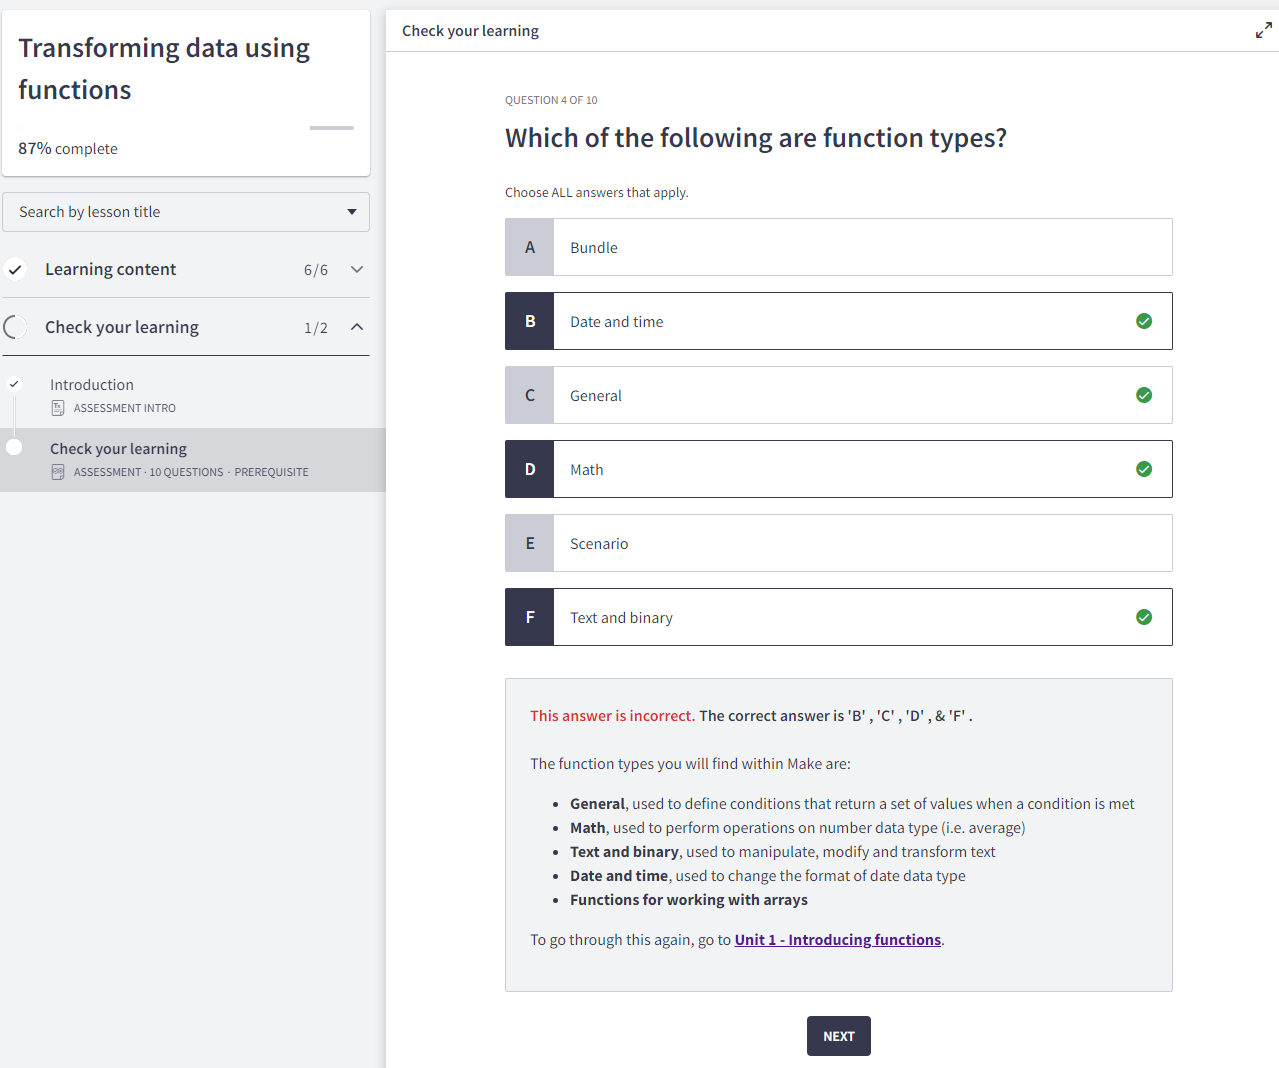 Transforming data using
functions
87% complete
Search by lesson title
Learning content 6/6
Check your learning 1/2
Introduction
ASSESSMENT INTRO
Check your learning
ASSESSMENT · 10 QUESTIONS · PREREQUISITE
Check your learning
QUESTION 4 OF 10
Which of the following are function types?
Choose ALL answers that apply.
A Bundle
B Date and time
C General
D Math
E Scenario
F Text and binary
This answer is incorrect. The correct answer is 'B' , 'C' , 'D' , & 'F' .
The function types you will find within Make are:
• General, used to define conditions that return a set of values when a condition is met
• Math, used to perform operations on number data type (i.e. average)
• Text and binary, used to manipulate, modify and transform text
• Date and time, used to change the format of date data type
• Functions for working with arrays
To go through this again, go to Unit 1 - Introducing functions.
NEXT